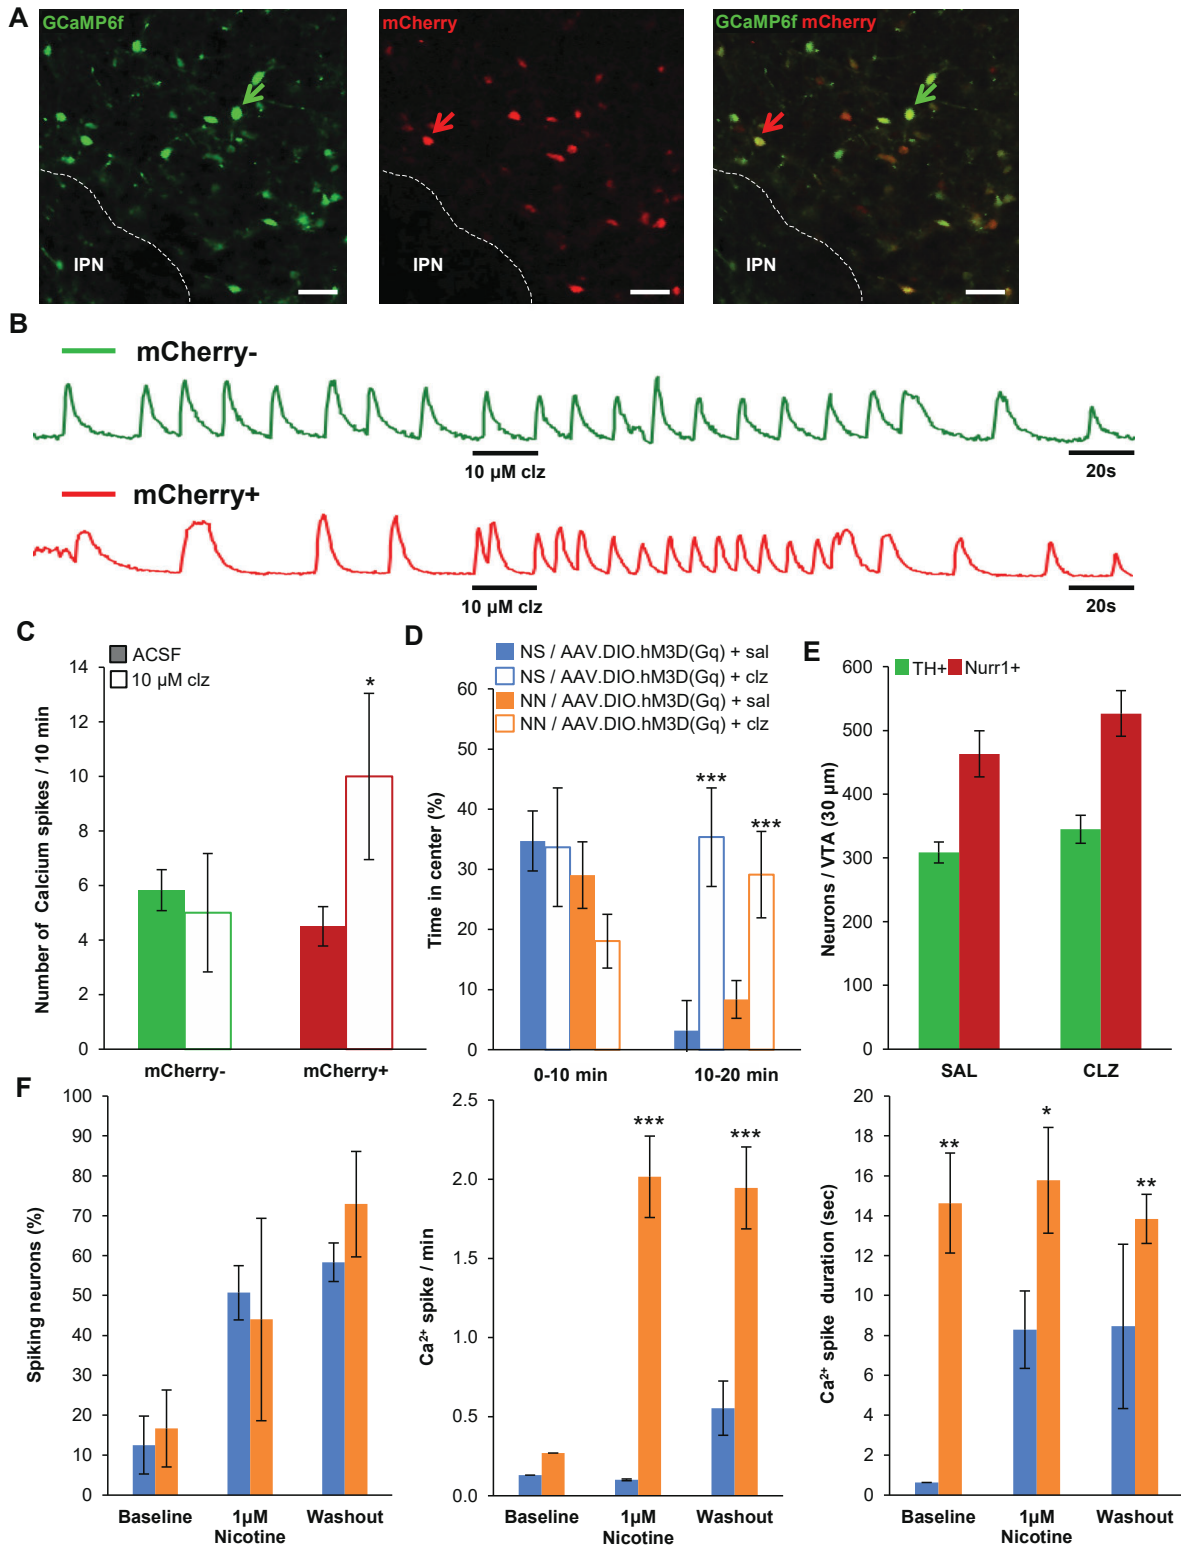 A
GCaMP6f
mCherry
GCaMP6f mCherry
IPN
IPN
IPN
B
mCherry-
10 µM clz
20s
mCherry+
10 µM clz
20s
C
ACSF
10 µM clz
*
Number of Calcium spikes / 10 min
14
12
10
8
6
4
2
0
mCherry-
mCherry+
D
NS / AAV.DIO.hM3D(Gq) + sal
NS / AAV.DIO.hM3D(Gq) + clz
NN / AAV.DIO.hM3D(Gq) + sal
NN / AAV.DIO.hM3D(Gq) + clz
***
***
Time in center (%)
60
50
40
30
20
10
0
0-10 min
10-20 min
E
TH+
Nurr1+
Neurons / VTA (30 µm)
600
500
400
300
200
100
0
SAL
CLZ
F
Spiking neurons (%)
100
90
80
70
60
50
40
30
20
10
0
Baseline
1µM
Nicotine
Washout
Ca²⁺ spike / min
2.5
2.0
1.5
1.0
0.5
0.0
***
***
Baseline
1µM
Nicotine
Washout
Ca²⁺ spike duration (sec)
20
18
16
14
12
10
8
6
4
2
0
**
*
**
Baseline
1µM
Nicotine
Washout